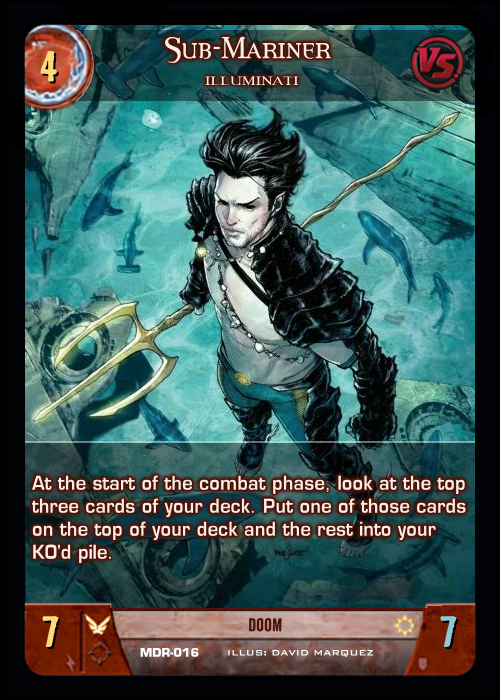 4
Sub-Mariner
VS
Illuminati
At the start of the combat phase, look at the top
three cards of your deck. Put one of those cards
on the top of your deck and the rest into your
KO'd pile.
7
DOOM
7
MDR-016 ILLUS: DAVID MARQUEZ